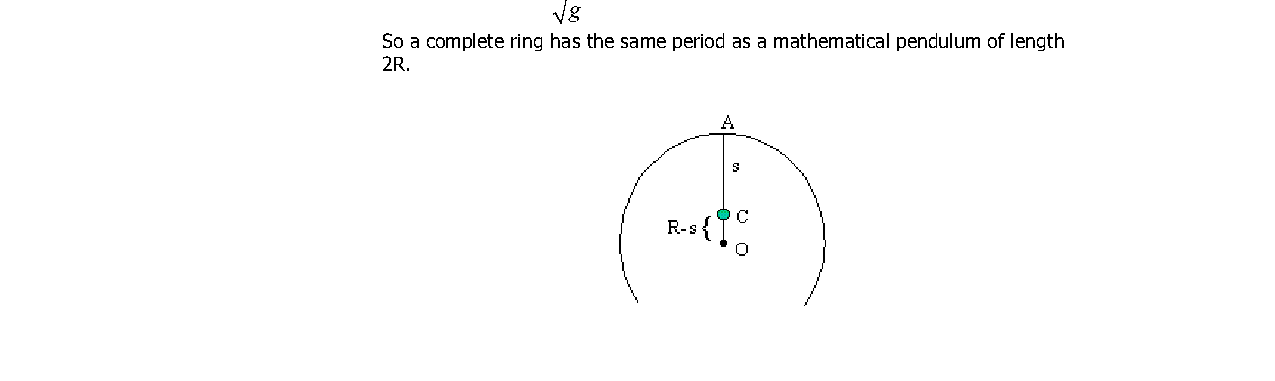 √g
So a complete ring has the same period as a mathematical pendulum of length
2R.
A
s
C
R-s{
O